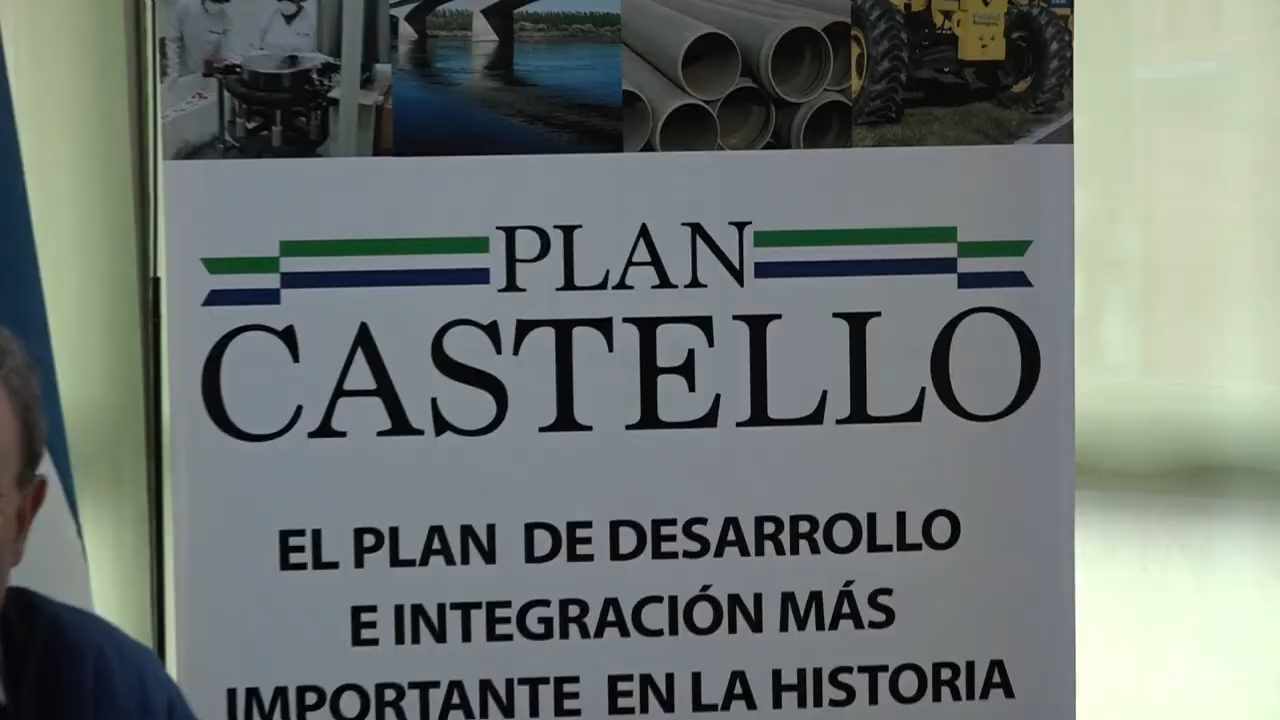 PLAN
CASTELLO
EL PLAN DE DESARROLLO
E INTEGRACIÓN MÁS
IMPORTANTE EN LA HISTORIA